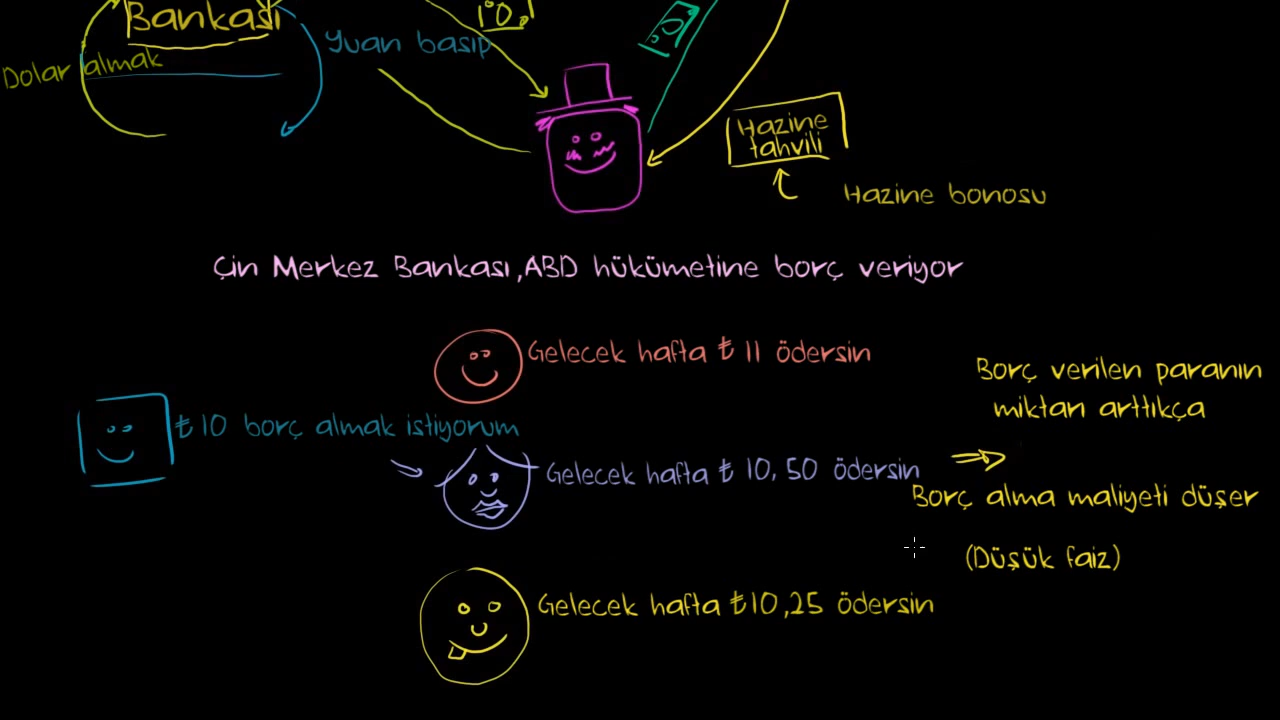 Bankası
Yuan basıp
Dolar almak
Hazine
tahvili
Hazine bonosu
Çin Merkez Bankası, ABD hükümetine borç veriyor
Gelecek hafta ₺ 11 ödersin
Borç verilen paranın
miktarı arttıkça
₺10 borç almak istiyorum
Gelecek hafta ₺ 10,50 ödersin
Borç alma maliyeti düşer
(Düşük faiz)
Gelecek hafta ₺10,25 ödersin